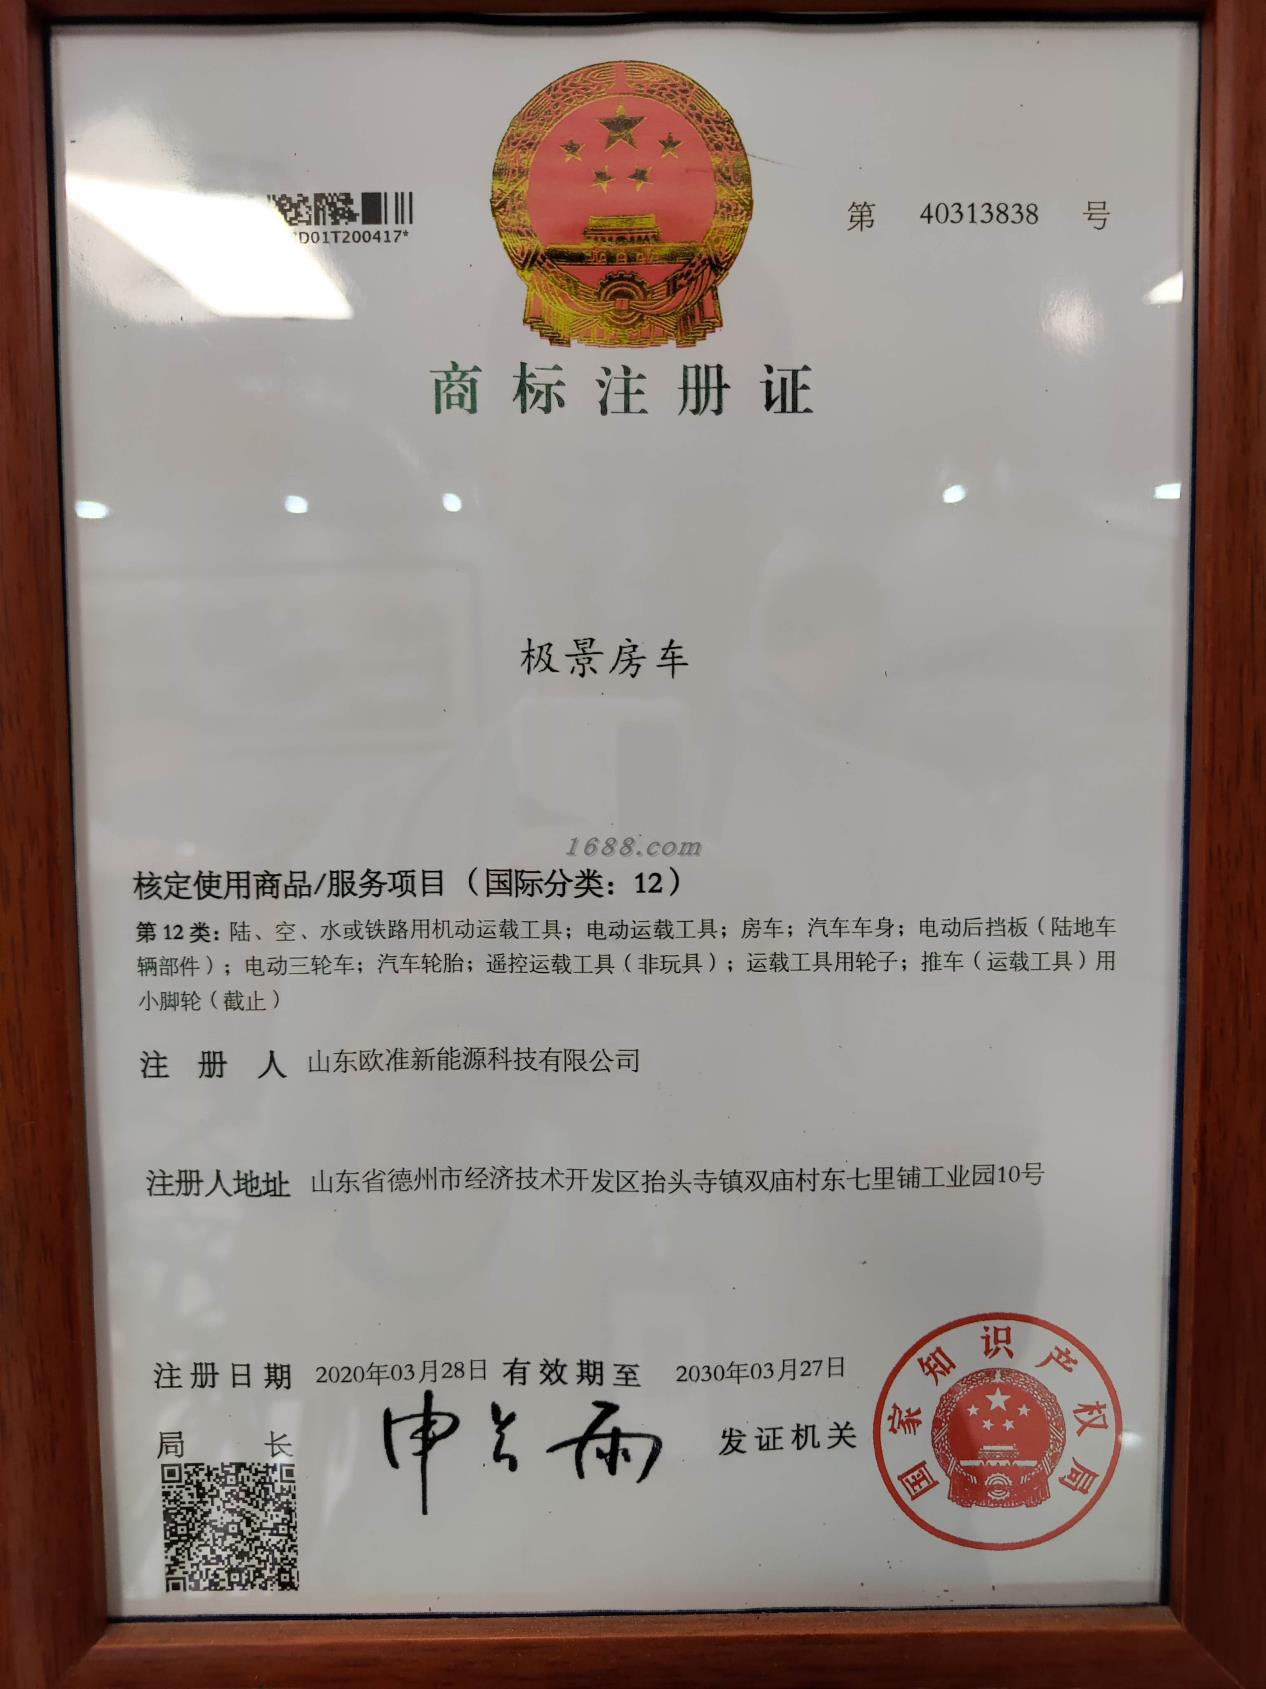 D01T200417*
第 40313838 号
商标注册证
极景房车
1688.com
核定使用商品/服务项目（国际分类：12）
第12类：陆、空、水或铁路用机动运载工具；电动运载工具；房车；汽车车身；电动后挡板（陆地车
辆部件）；电动三轮车；汽车轮胎；遥控运载工具（非玩具）；运载工具用轮子；推车（运载工具）用
小脚轮（截止）
注册人 山东欧准新能源科技有限公司
注册人地址 山东省德州市经济技术开发区抬头寺镇双庙村东七里铺工业园10号
注册日期 2020年03月28日 有效期至 2030年03月27日
局长 申长雨 发证机关
国家知识产权局